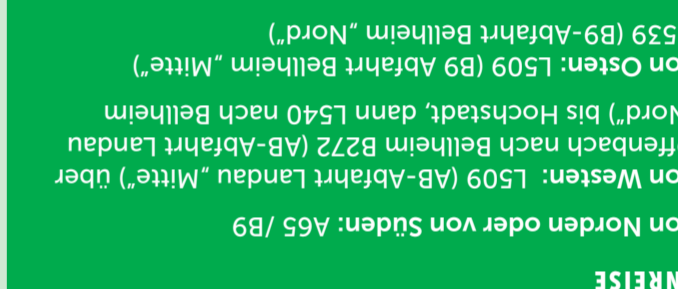 NREISE
on Norden oder von Süden: A65 /B9
on Westen: L509 (AB-Abfahrt Landau „Mitte“) über
ffenbach nach Bellheim B272 (AB-Abfahrt Landau
Nord“) bis Hochstadt, dann L540 nach Bellheim
on Osten: L509 (B9 Abfahrt Bellheim „Mitte“)
539 (B9-Abfahrt Bellheim „Nord“)